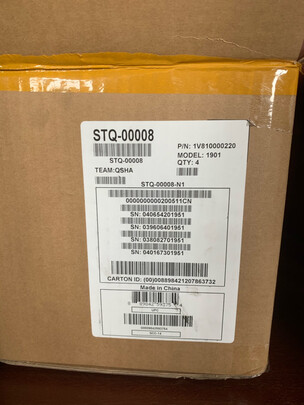 STQ-00008
STQ-00008
TEAM:QSHA
P/N: 1V810000220
MODEL: 1901
QTY: 4
STQ-00008-N1
0000000000200511CN
SN: 040654201951
SN: 039606401951
SN: 038082701951
SN: 040167301951
CARTON ID: (00)008898421207863732
Made in China
UPC